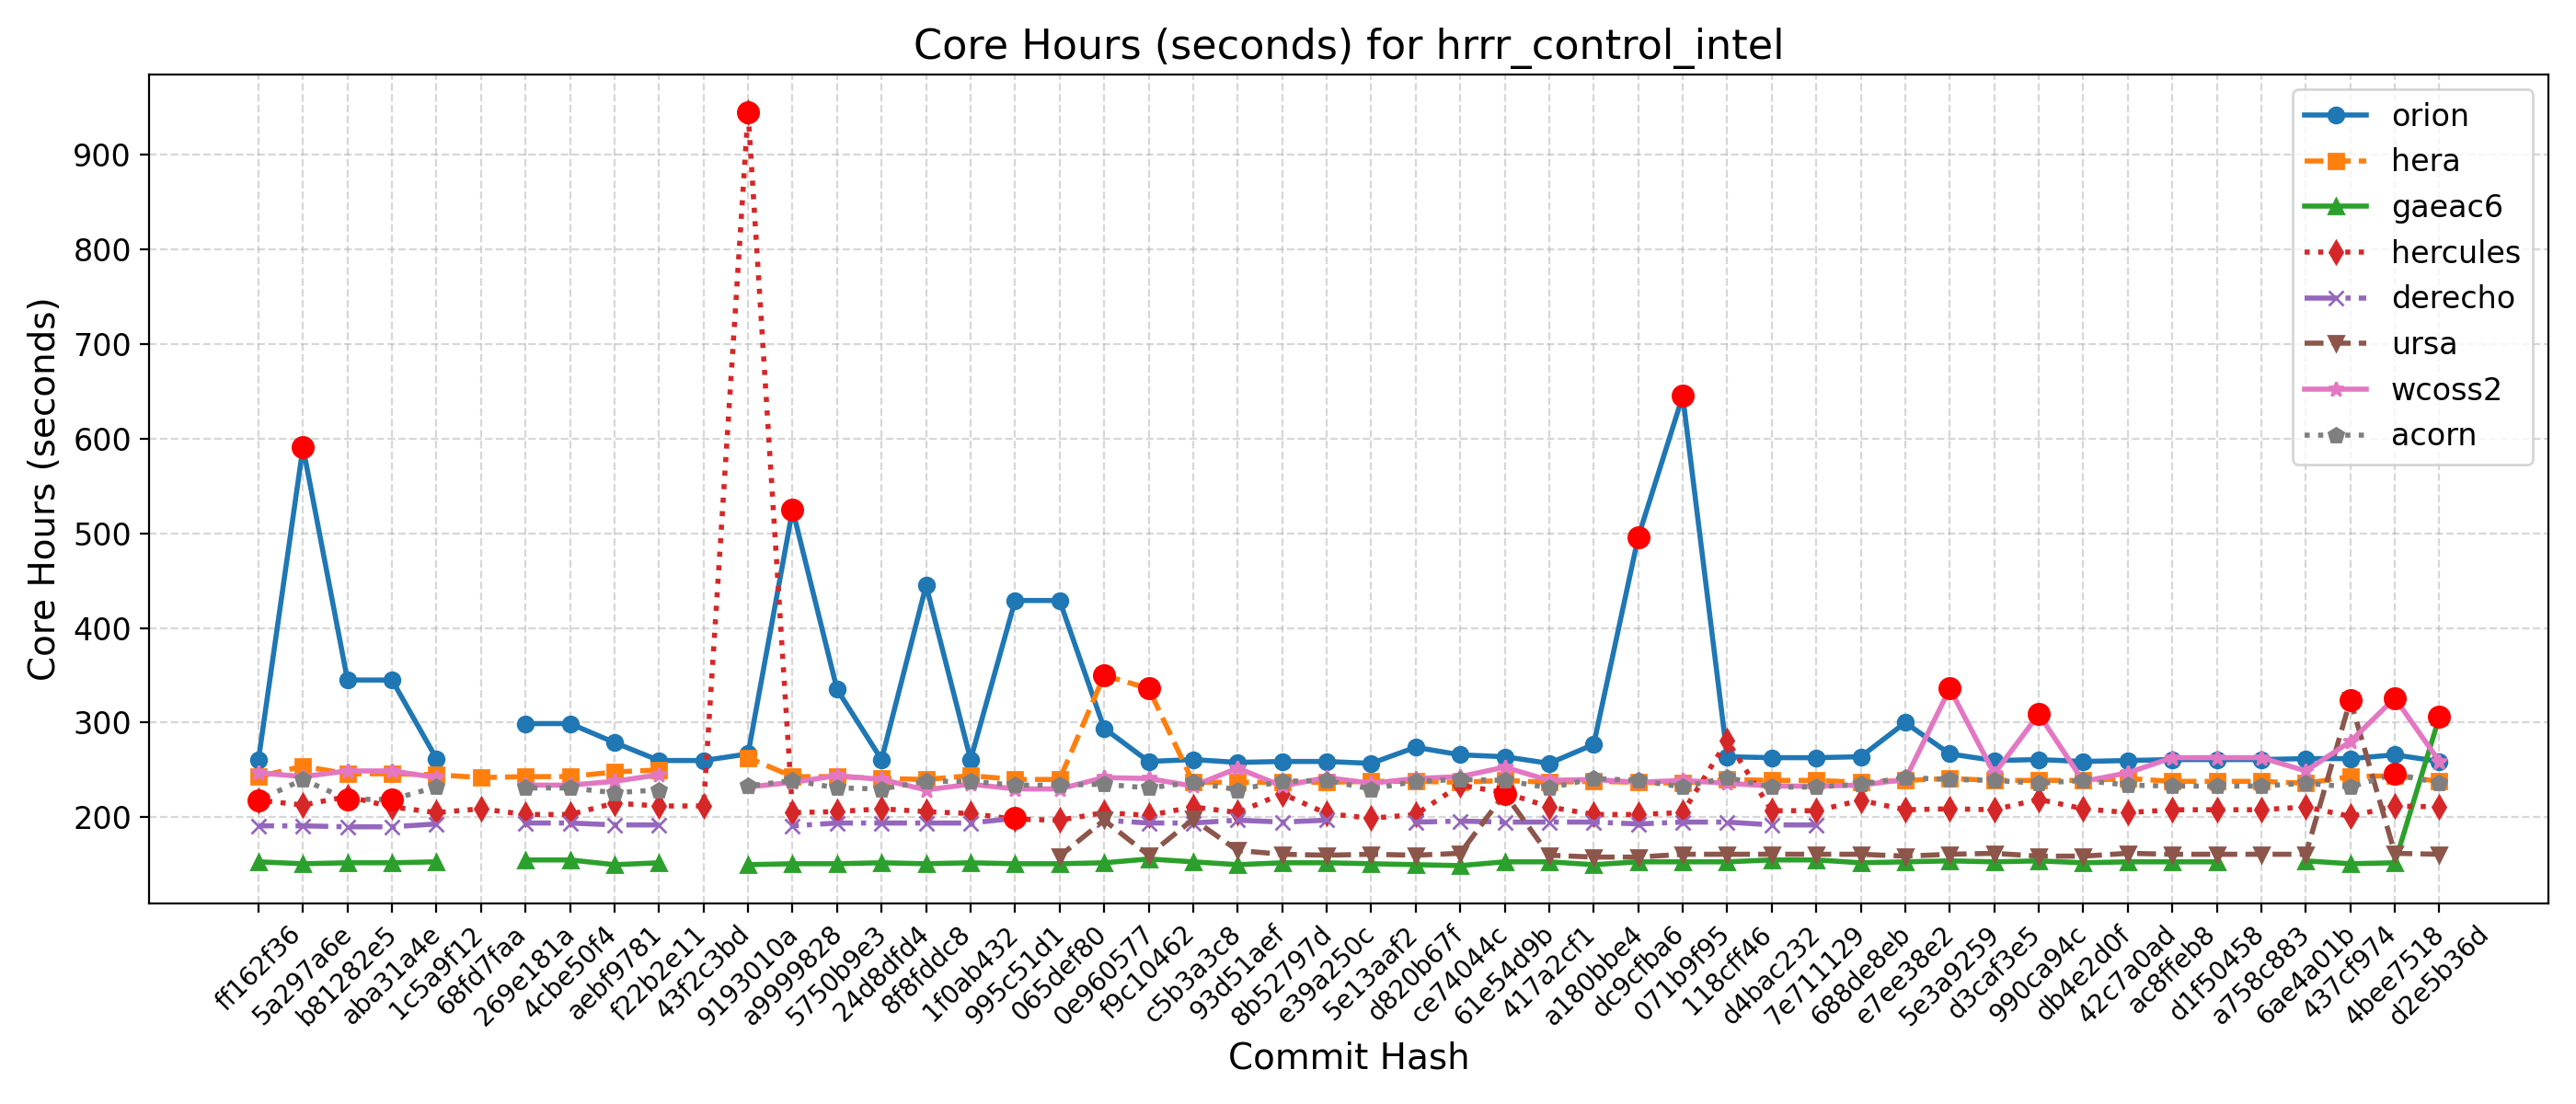 Core Hours (seconds) for hrrr_control_intel
Core Hours (seconds)
900
800
700
600
500
400
300
200
orion
hera
gaeac6
hercules
derecho
ursa
wcoss2
acorn
ff162f36
5a297a6e
b81282e5
aba31a4e
1c5a9f12
68fd7faa
269e181a
4cbe50f4
aebf9781
f22b2e11
43f2c3bd
9193010a
a9999828
5750b9e3
24d8dfd4
8f8fddc8
1f0ab432
995c51d1
065def80
0e960577
f9c10462
c5b3a3c8
93d51aef
8b52797d
e39a250c
5e13aaf2
d820b67f
ce74044c
61e54d9b
417a2cf1
a180bbe4
dc9cfba6
071b9f95
118cff46
d4bac232
7e711129
688de8eb
e7ee38e2
5e3a9259
d3caf3e5
990ca94c
db4e2d0f
42c7a0ad
ac8ffeb8
d1f50458
a758c883
6ae4a01b
437cf974
4bee7518
d2e5b36d
Commit Hash